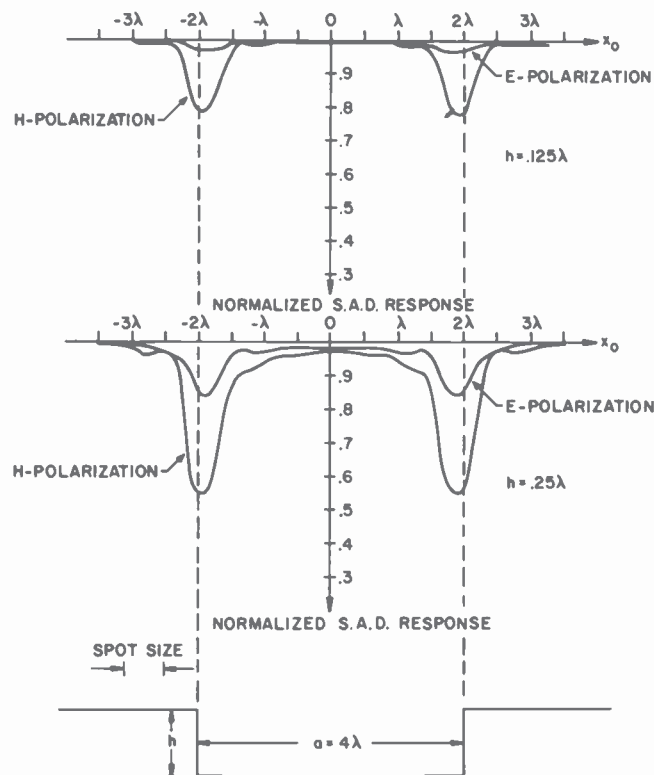 -3λ -2λ -λ 0 λ 2λ 3λ
x₀
.9
E-POLARIZATION
.8
H-POLARIZATION
.7
h=.125λ
.6
.5
.4
.3
NORMALIZED S.A.D. RESPONSE
-3λ -2λ -λ 0 λ 2λ 3λ
x₀
.9
E-POLARIZATION
.8
.7
H-POLARIZATION
h=.25λ
.6
.5
.4
.3
NORMALIZED S.A.D. RESPONSE
SPOT SIZE
h
a=4λ